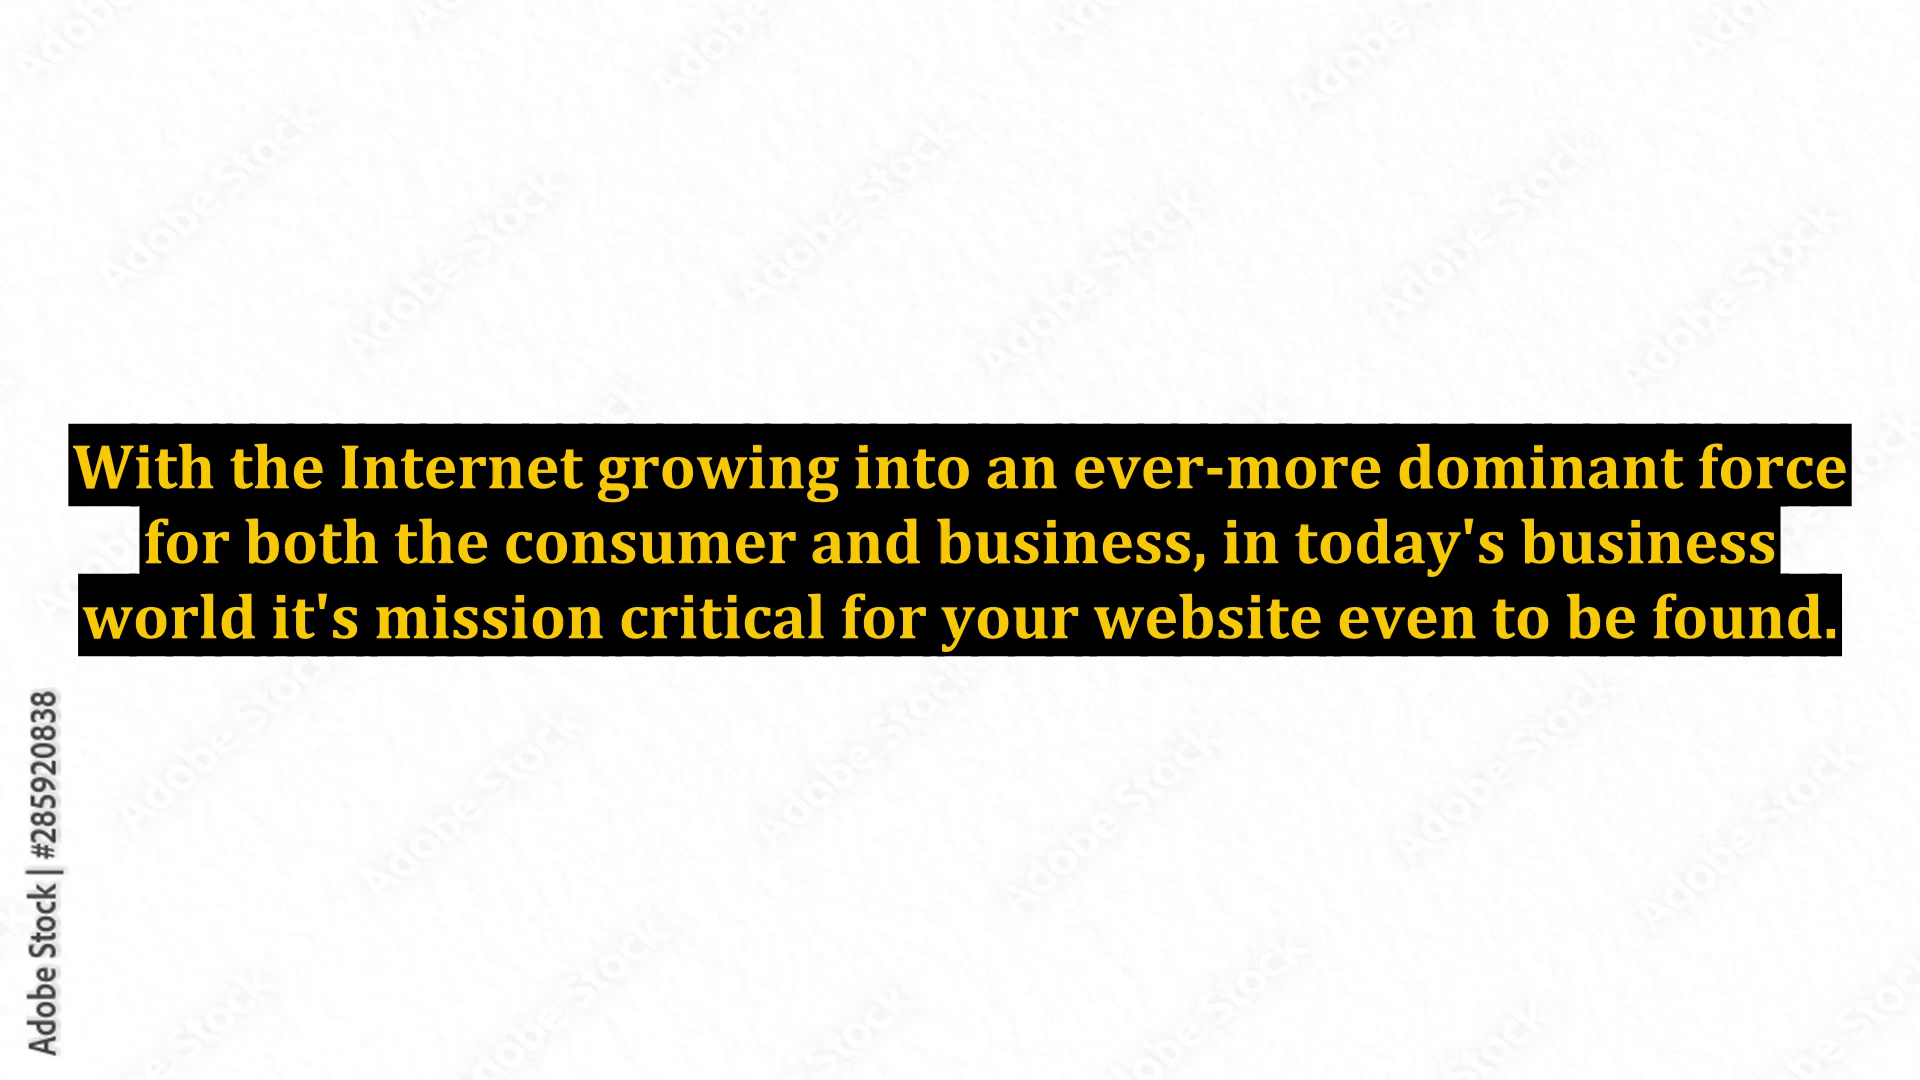 With the Internet growing into an ever-more dominant force
for both the consumer and business, in today's business
world it's mission critical for your website even to be found.
Adobe Stock | #285920838